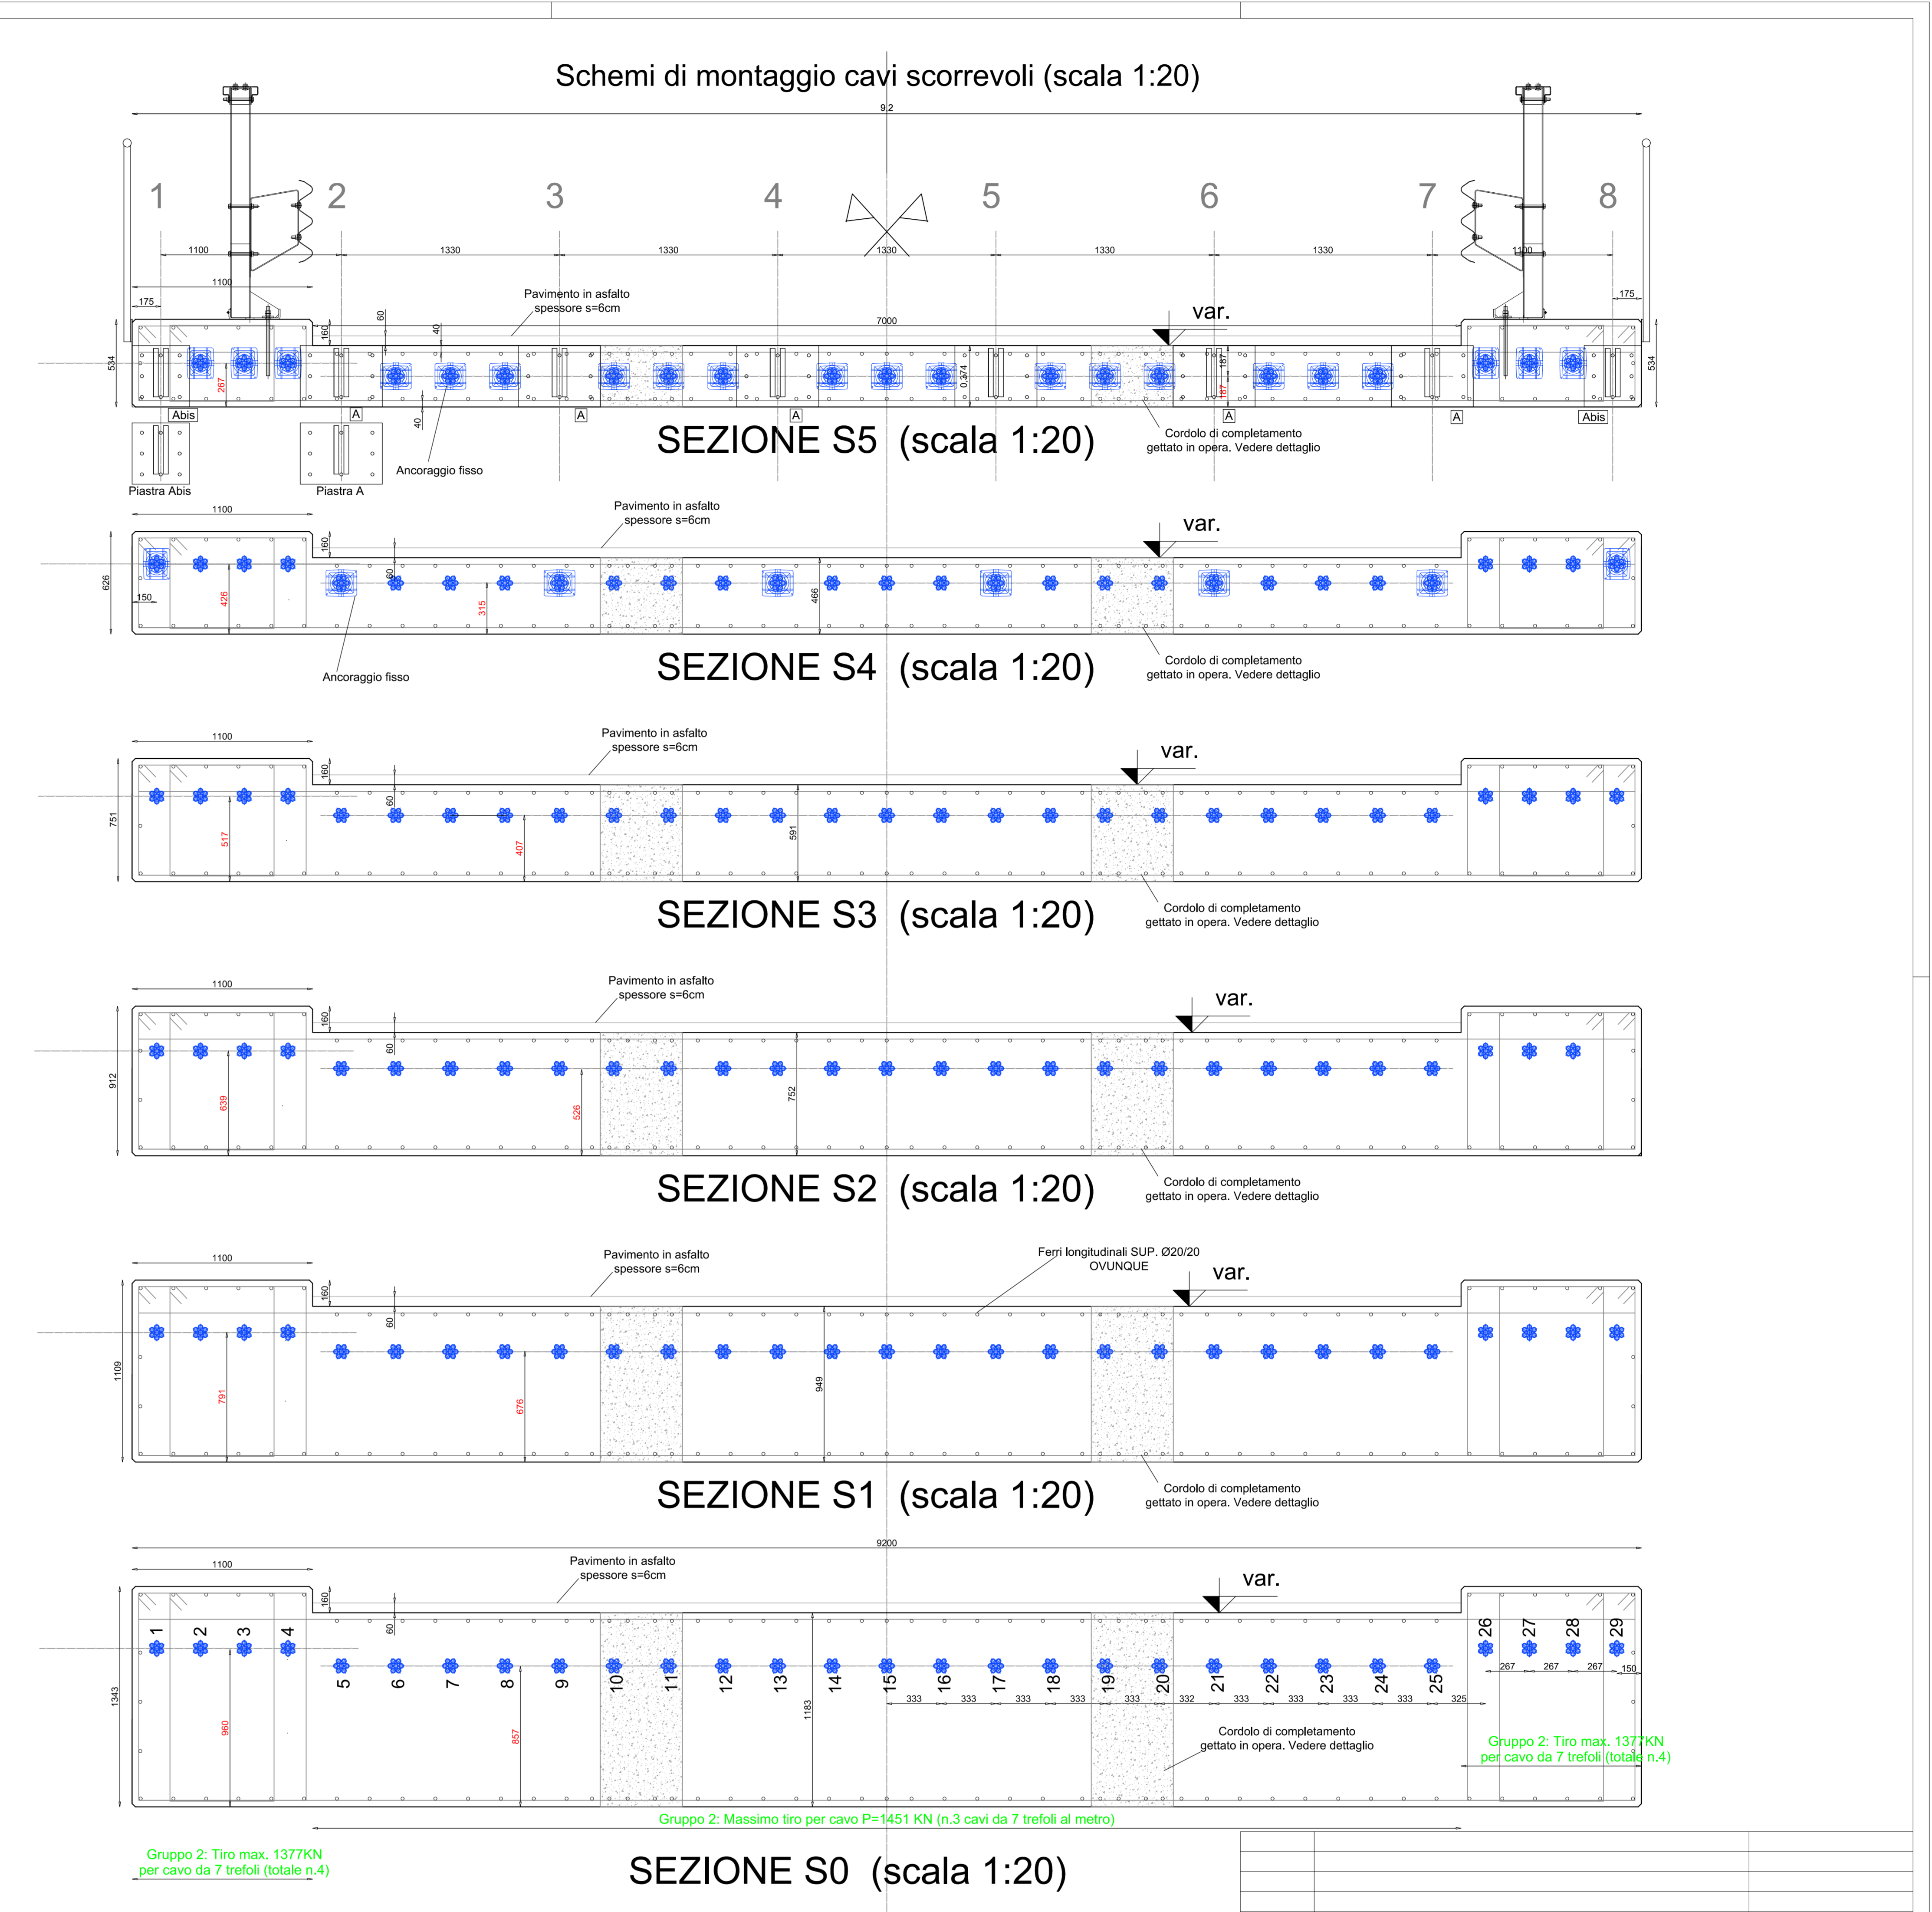 Schemi di montaggio cavi scorrevoli (scala 1:20)
9.2
1 2 3 4 5 6 7 8
1100 1330 1330 1330 1330 1330 1100
1100
175 175
Pavimento in asfalto
spessore s=6cm
60 40 160
7000
var.
534 267 0,374 187 187 534
Abis A A A A A Abis
40
SEZIONE S5 (scala 1:20)
Cordolo di completamento
gettato in opera. Vedere dettaglio
Ancoraggio fisso
Piastra Abis Piastra A
1100
Pavimento in asfalto
spessore s=6cm
var.
160
60
626 150 426 315 466
SEZIONE S4 (scala 1:20)
Ancoraggio fisso
Cordolo di completamento
gettato in opera. Vedere dettaglio
1100
Pavimento in asfalto
spessore s=6cm
var.
160
60
751 517 407 591
SEZIONE S3 (scala 1:20)
Cordolo di completamento
gettato in opera. Vedere dettaglio
1100
Pavimento in asfalto
spessore s=6cm
var.
160
60
912 639 526 752
SEZIONE S2 (scala 1:20)
Cordolo di completamento
gettato in opera. Vedere dettaglio
1100
Pavimento in asfalto
spessore s=6cm
Ferri longitudinali SUP. Ø20/20
OVUNQUE
var.
160
60
1109 791 676 949
SEZIONE S1 (scala 1:20)
Cordolo di completamento
gettato in opera. Vedere dettaglio
9200
1100
Pavimento in asfalto
spessore s=6cm
var.
160
60
1 2 3 4 26 27 28 29
5 6 7 8 9 10 11 12 13 14 15 16 17 18 19 20 21 22 23 24 25
267 267 267 150
333 333 333 333 333 332 333 333 333 333 325
1343 960 857 1183
Cordolo di completamento
gettato in opera. Vedere dettaglio
Gruppo 2: Tiro max. 1377KN
per cavo da 7 trefoli (totale n.4)
Gruppo 2: Massimo tiro per cavo P=1451 KN (n.3 cavi da 7 trefoli al metro)
Gruppo 2: Tiro max. 1377KN
per cavo da 7 trefoli (totale n.4)
SEZIONE S0 (scala 1:20)